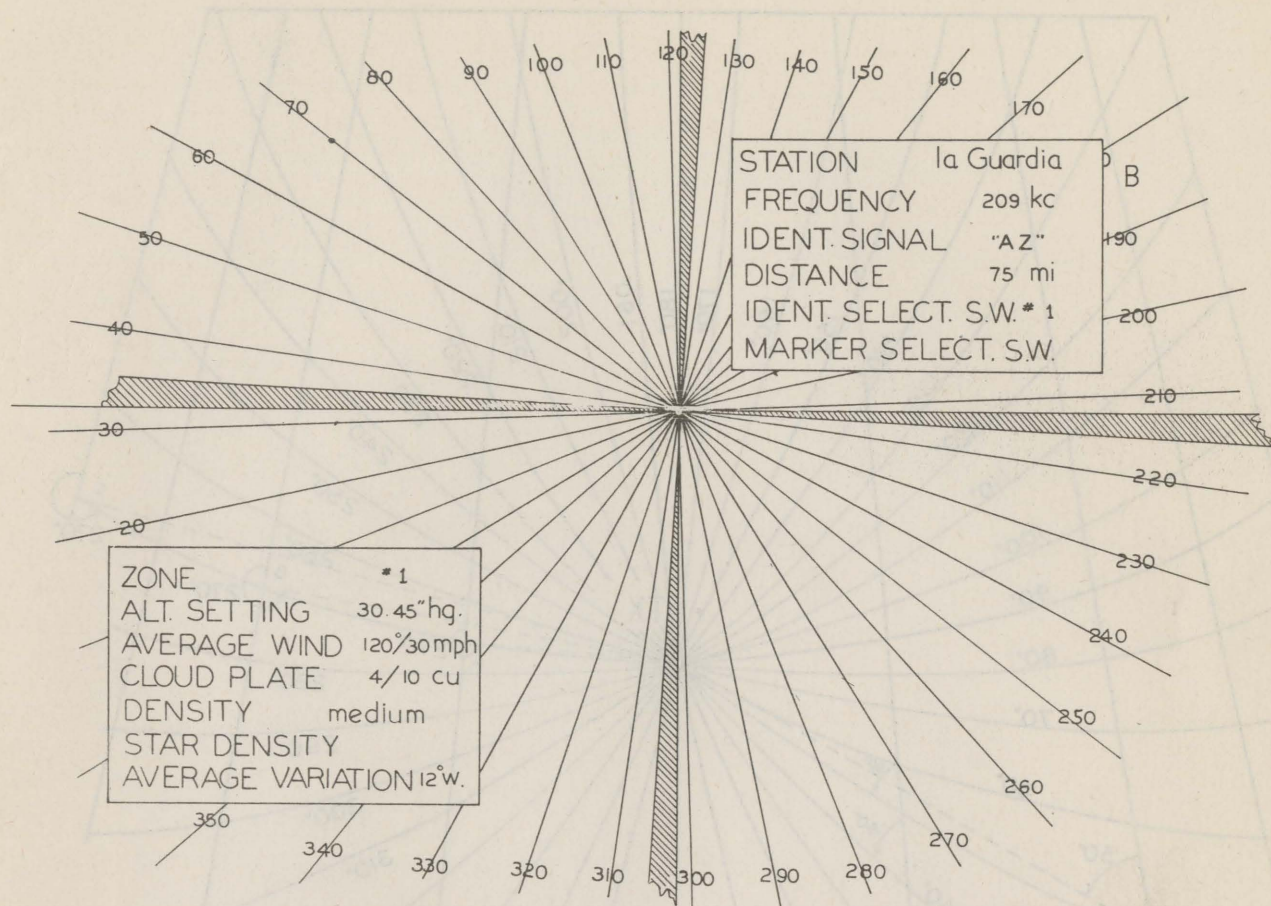 80 90 100 110 120 130 140 150 160
70 170
60
50
40
30
20
STATION la Guardia
FREQUENCY 209 kc
IDENT. SIGNAL "AZ"
DISTANCE 75 mi
IDENT. SELECT. S.W. #1
MARKER SELECT. S.W.
B
190
200
210
220
230
240
250
260
270
ZONE #1
ALT. SETTING 30.45" hg.
AVERAGE WIND 120°/30 mph
CLOUD PLATE 4/10 cu
DENSITY medium
STAR DENSITY
AVERAGE VARIATION 12°W.
350
340 330 320 310 300 290 280